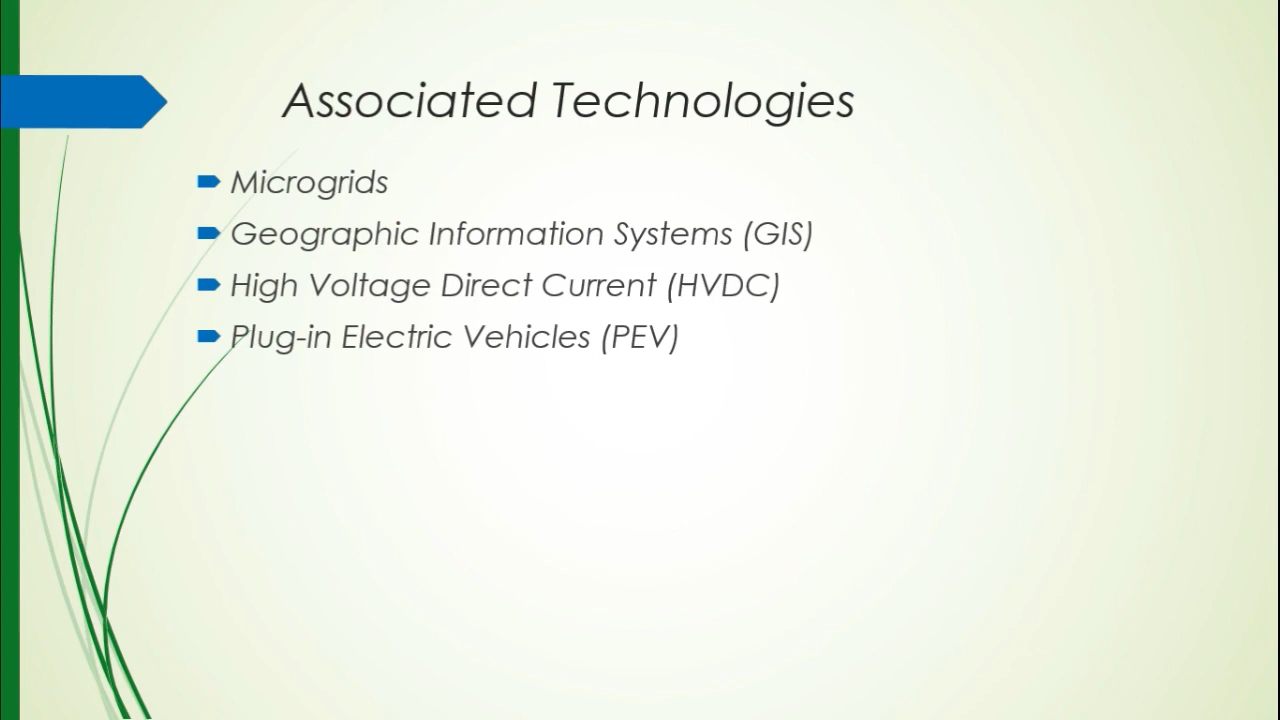 Associated Technologies
Microgrids
Geographic Information Systems (GIS)
High Voltage Direct Current (HVDC)
Plug-in Electric Vehicles (PEV)